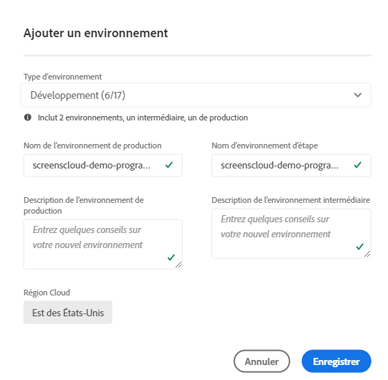 Ajouter un environnement
Type d'environnement
Développement (6/17)
Inclut 2 environnements, un intermédiaire, un de production
Nom de l'environnement de production
Nom d'environnement d'étape
screenscloud-demo-progra...
screenscloud-demo-progra...
Description de l'environnement de
production
Description de l'environnement intermédiaire
Entrez quelques conseils sur
votre nouvel environnement
Entrez quelques conseils sur
votre nouvel environnement
Région Cloud
Est des États-Unis
Annuler
Enregistrer